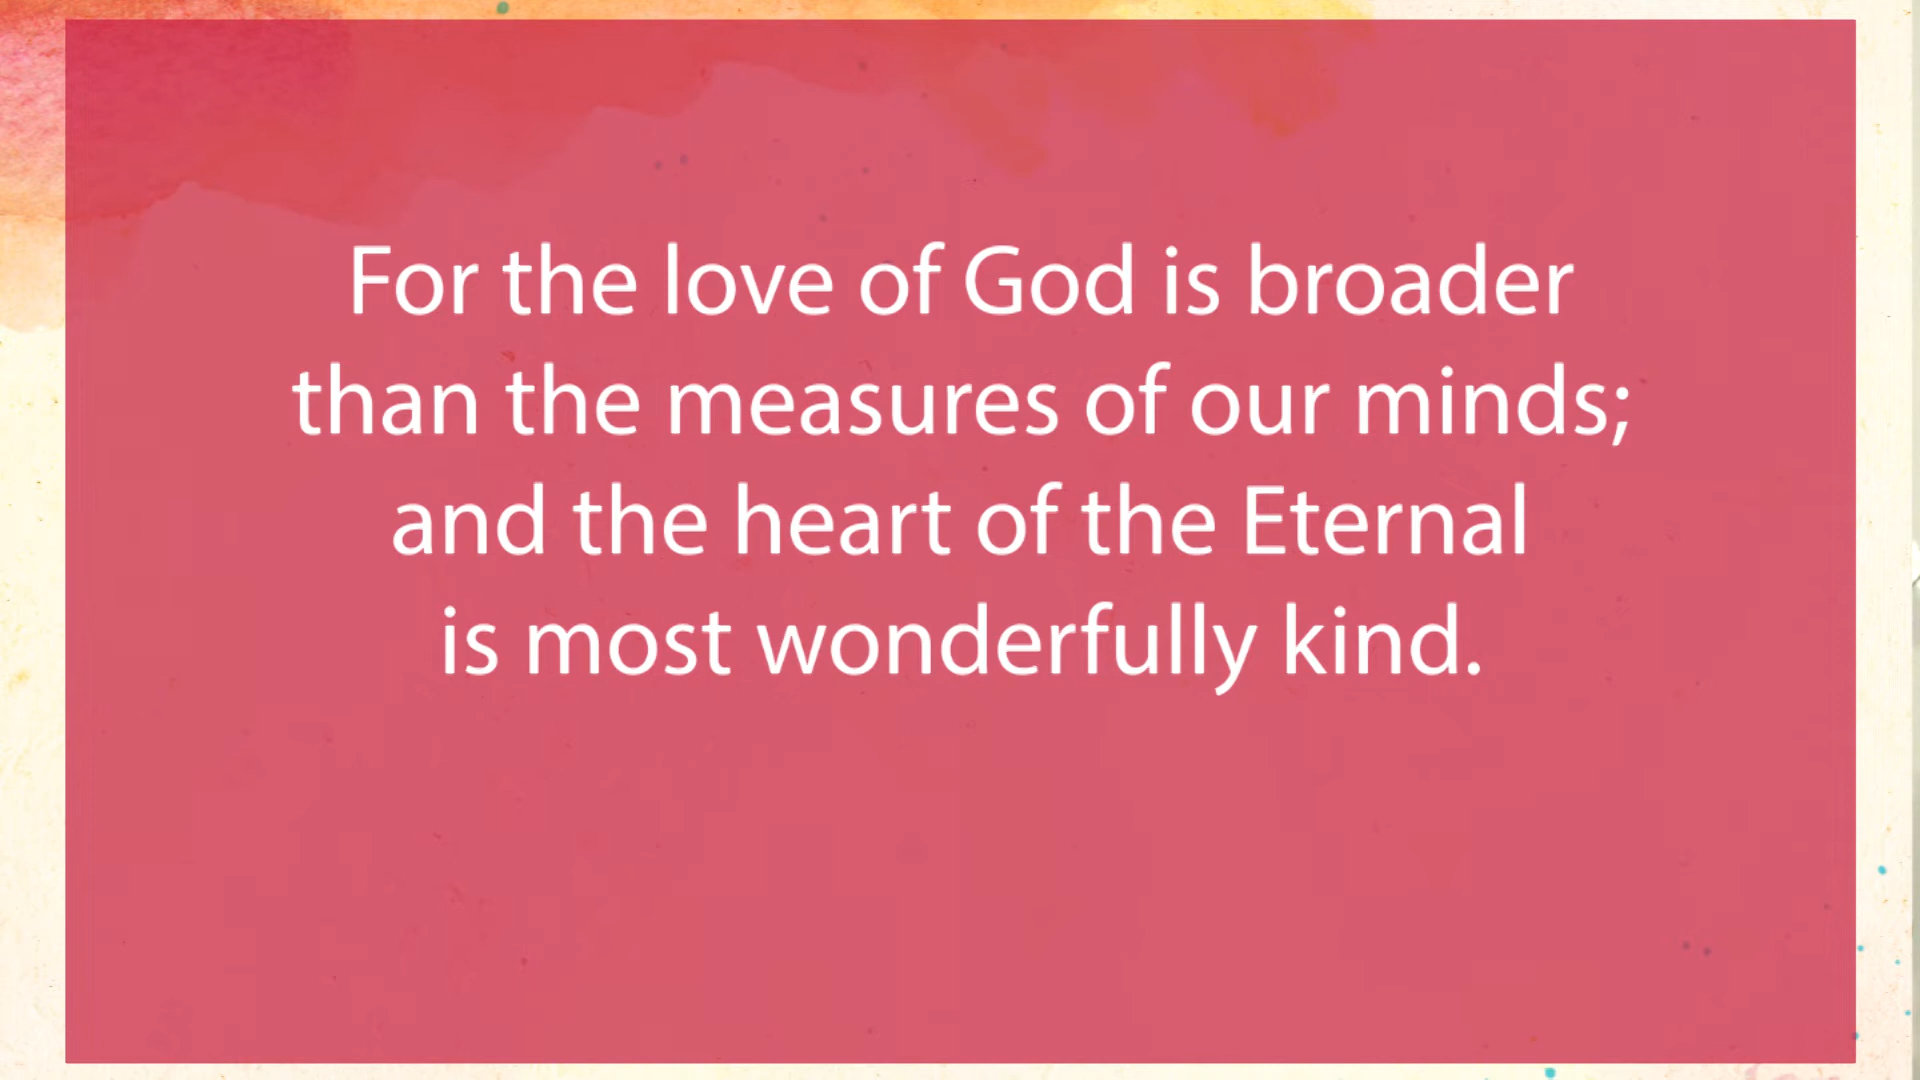 For the love of God is broader
than the measures of our minds;
and the heart of the Eternal
is most wonderfully kind.